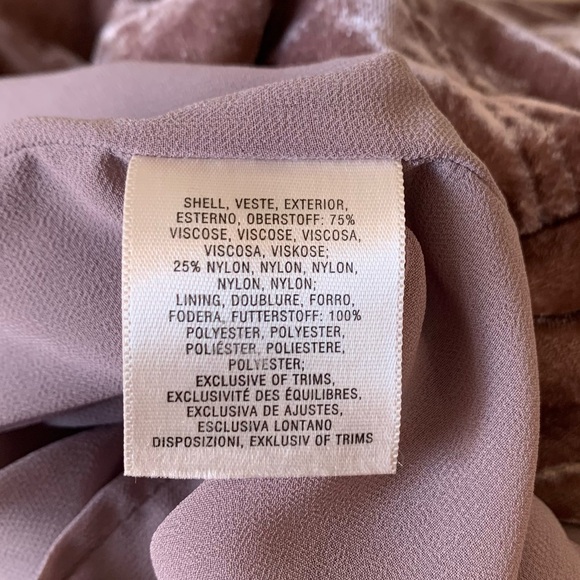 SHELL, VESTE, EXTERIOR,
ESTERNO, OBERSTOFF: 75%
VISCOSE, VISCOSE, VISCOSA,
VISCOSA, VISKOSE;
25% NYLON, NYLON, NYLON,
NYLON, NYLON;
LINING, DOUBLURE, FORRO,
FODERA, FUTTERSTOFF: 100%
POLYESTER, POLYESTER,
POLIÉSTER, POLIESTERE,
POLYESTER;
EXCLUSIVE OF TRIMS,
EXCLUSIVITÉ DES ÉQUILIBRES,
EXCLUSIVA DE AJUSTES,
ESCLUSIVA LONTANO
DISPOSIZIONI, EXKLUSIV OF TRIMS